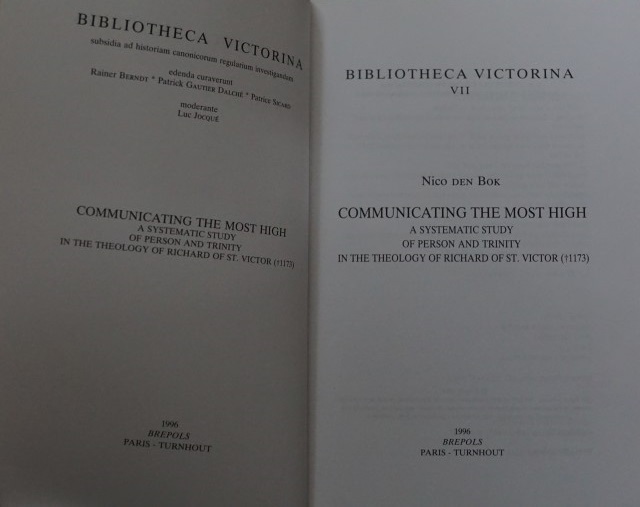 BIBLIOTHECA VICTORINA
subsidia ad historiam canonicorum regularium investigandam
edenda curaverunt
Rainer BERNDT * Patrick GAUTIER DALCHÉ * Patrice SICARD
moderante
Luc JOCQUÉ
COMMUNICATING THE MOST HIGH
A SYSTEMATIC STUDY
OF PERSON AND TRINITY
IN THE THEOLOGY OF RICHARD OF ST. VICTOR (†1173)
1996
BREPOLS
PARIS - TURNHOUT
BIBLIOTHECA VICTORINA
VII
Nico DEN BOK
COMMUNICATING THE MOST HIGH
A SYSTEMATIC STUDY
OF PERSON AND TRINITY
IN THE THEOLOGY OF RICHARD OF ST. VICTOR (†1173)
1996
BREPOLS
PARIS - TURNHOUT